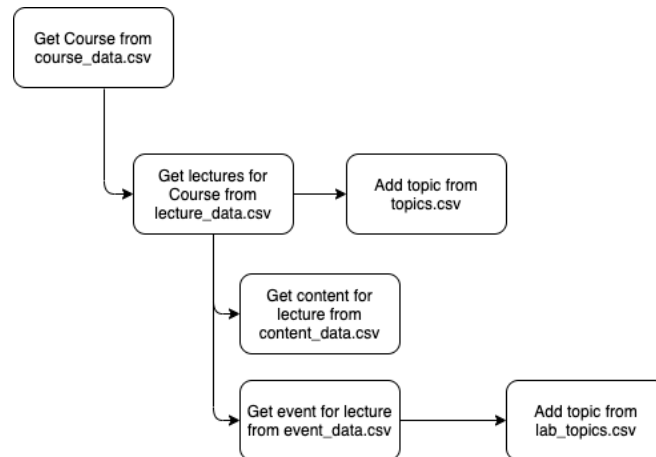 Get Course from
course_data.csv
Get lectures for
Course from
lecture_data.csv
Add topic from
topics.csv
Get content for
lecture from
content_data.csv
Get event for lecture
from event_data.csv
Add topic from
lab_topics.csv